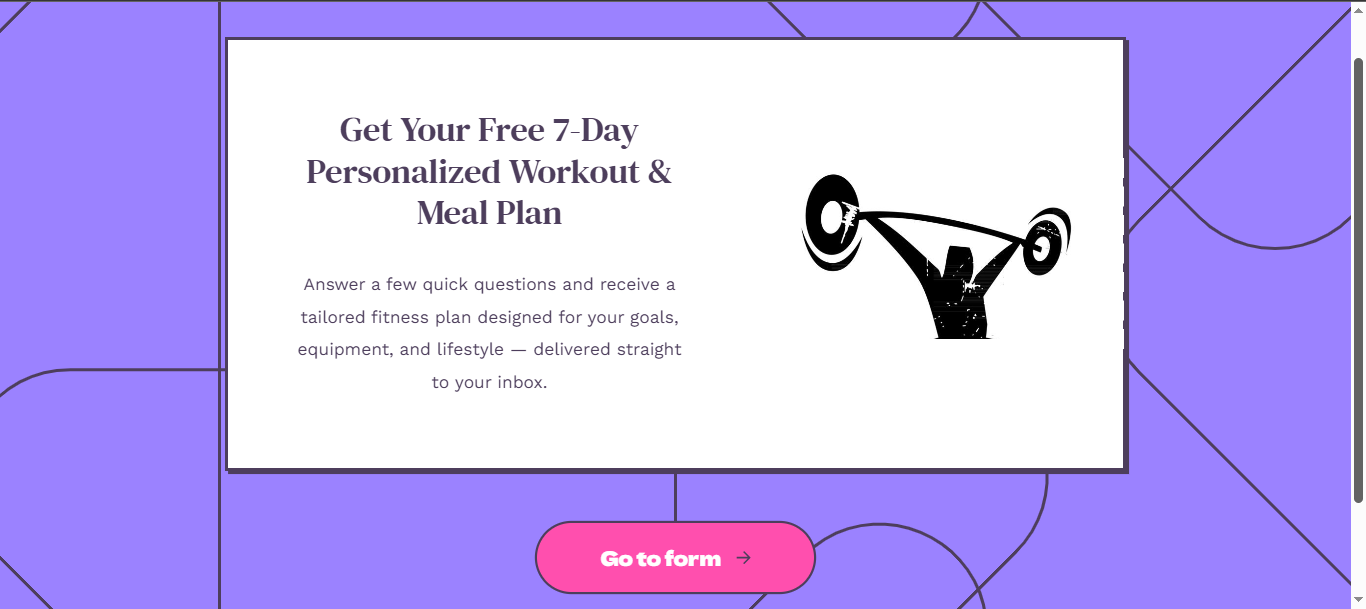 Get Your Free 7-Day
Personalized Workout &
Meal Plan
Answer a few quick questions and receive a
tailored fitness plan designed for your goals,
equipment, and lifestyle — delivered straight
to your inbox.
Go to form →